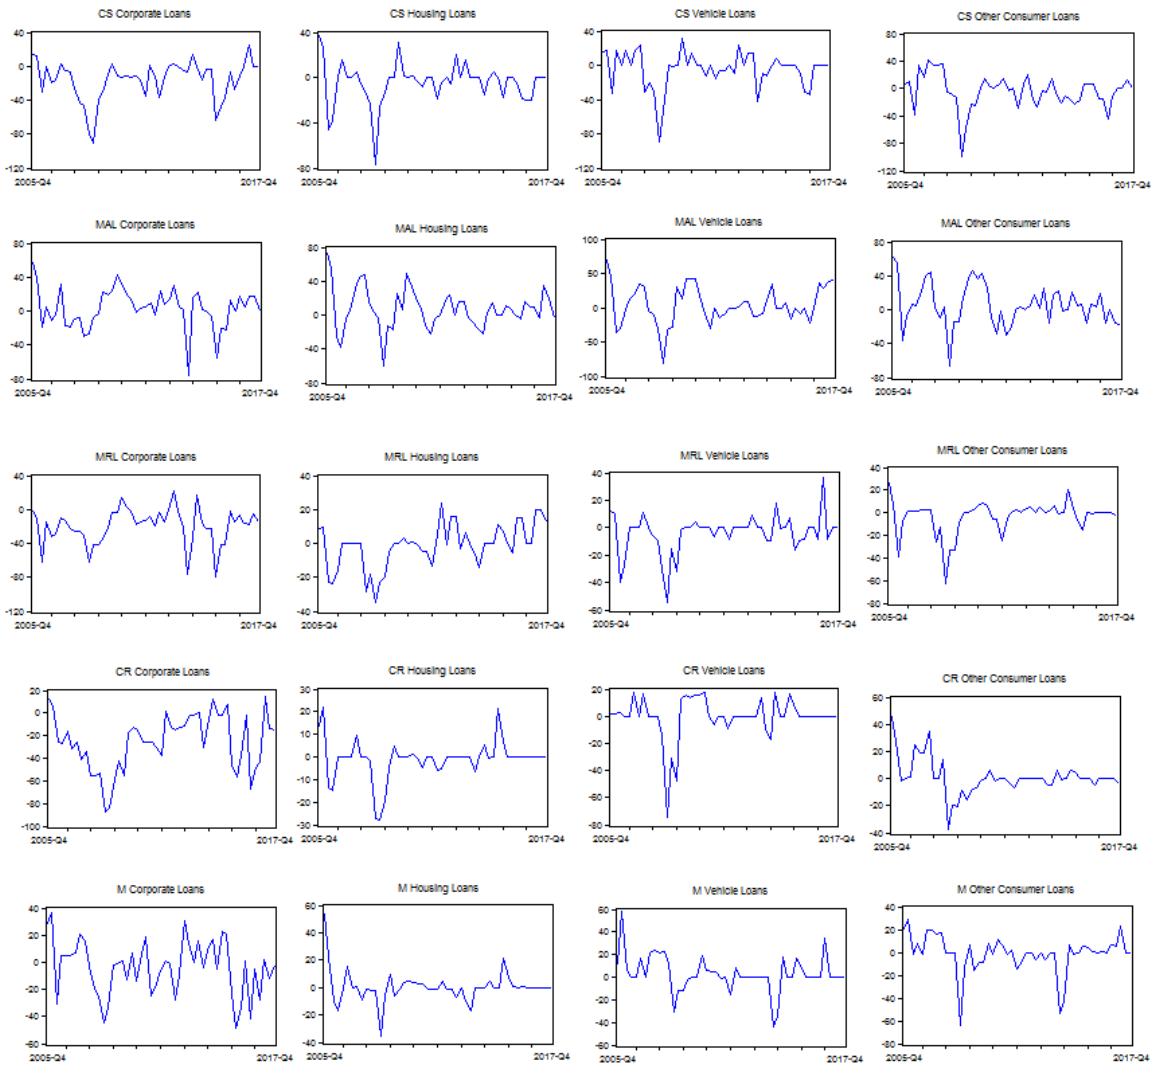 CS Corporate Loans
40
0
-40
-80
-120
2005-Q4
2017-Q4
CS Housing Loans
40
0
-40
-80
2005-Q4
2017-Q4
CS Vehicle Loans
40
0
-40
-80
-120
2005-Q4
2017-Q4
CS Other Consumer Loans
80
40
0
-40
-80
-120
2005-Q4
2017-Q4
MAL Corporate Loans
80
40
0
-40
-80
2005-Q4
2017-Q4
MAL Housing Loans
80
40
0
-40
-80
2005-Q4
2017-Q4
MAL Vehicle Loans
100
50
0
-50
-100
2005-Q4
2017-Q4
MAL Other Consumer Loans
80
40
0
-40
-80
2005-Q4
2017-Q4
MRL Corporate Loans
40
0
-40
-80
-120
2005-Q4
2017-Q4
MRL Housing Loans
40
20
0
-20
-40
2005-Q4
2017-Q4
MRL Vehicle Loans
40
20
0
-20
-40
-60
2005-Q4
2017-Q4
MRL Other Consumer Loans
40
20
0
-20
-40
-60
-80
2005-Q4
2017-Q4
CR Corporate Loans
20
0
-20
-40
-60
-80
-100
2005-Q4
2017-Q4
CR Housing Loans
30
20
10
0
-10
-20
-30
2005-Q4
2017-Q4
CR Vehicle Loans
20
0
-20
-40
-60
-80
2005-Q4
2017-Q4
CR Other Consumer Loans
60
40
20
0
-20
-40
2005-Q4
2017-Q4
M Corporate Loans
40
20
0
-20
-40
-60
2005-Q4
2017-Q4
M Housing Loans
60
40
20
0
-20
-40
2005-Q4
2017-Q4
M Vehicle Loans
60
40
20
0
-20
-40
-60
2005-Q4
2017-Q4
M Other Consumer Loans
40
20
0
-20
-40
-60
-80
2005-Q4
2017-Q4